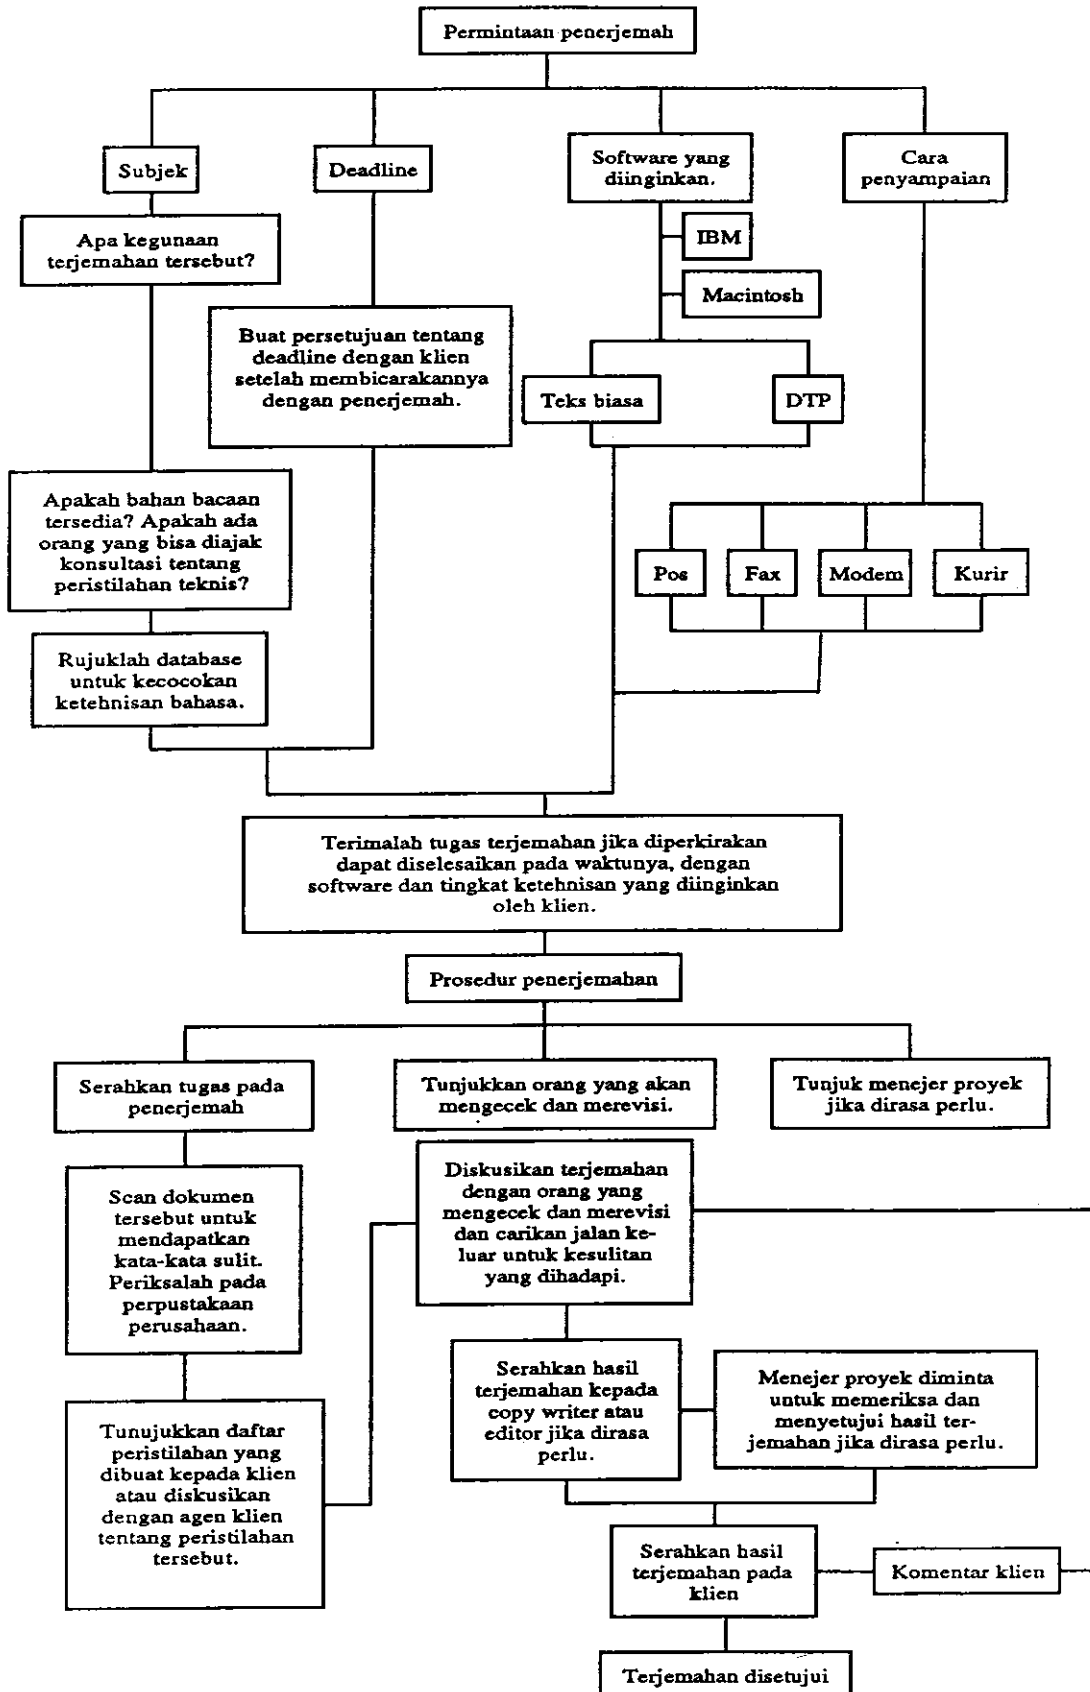 Permintaan penerjemah
Subjek
Deadline
Software yang
diinginkan.
Cara
penyampaian
Apa kegunaan
terjemahan tersebut?
IBM
Macintosh
Buat persetujuan tentang
deadline dengan klien
setelah membicarakannya
dengan penerjemah.
Teks biasa
DTP
Apakah bahan bacaan
tersedia? Apakah ada
orang yang bisa diajak
konsultasi tentang
peristilahan teknis?
Pos
Fax
Modem
Kurir
Rujuklah database
untuk kecocokan
ketehnisan bahasa.
Terimalah tugas terjemahan jika diperkirakan
dapat diselesaikan pada waktunya, dengan
software dan tingkat ketehnisan yang diinginkan
oleh klien.
Prosedur penerjemahan
Serahkan tugas pada
penerjemah
Tunjukkan orang yang akan
mengecek dan merevisi.
Tunjuk menejer proyek
jika dirasa perlu.
Scan dokumen
tersebut untuk
mendapatkan
kata-kata sulit.
Periksalah pada
perpustakaan
perusahaan.
Diskusikan terjemahan
dengan orang yang
mengecek dan merevisi
dan carikan jalan ke-
luar untuk kesulitan
yang dihadapi.
Serahkan hasil
terjemahan kepada
copy writer atau
editor jika dirasa
perlu.
Menejer proyek diminta
untuk memeriksa dan
menyetujui hasil ter-
jemahan jika dirasa perlu.
Tunujukkan daftar
peristilahan yang
dibuat kepada klien
atau diskusikan
dengan agen klien
tentang peristilahan
tersebut.
Serahkan hasil
terjemahan pada
klien
Komentar klien
Terjemahan disetujui